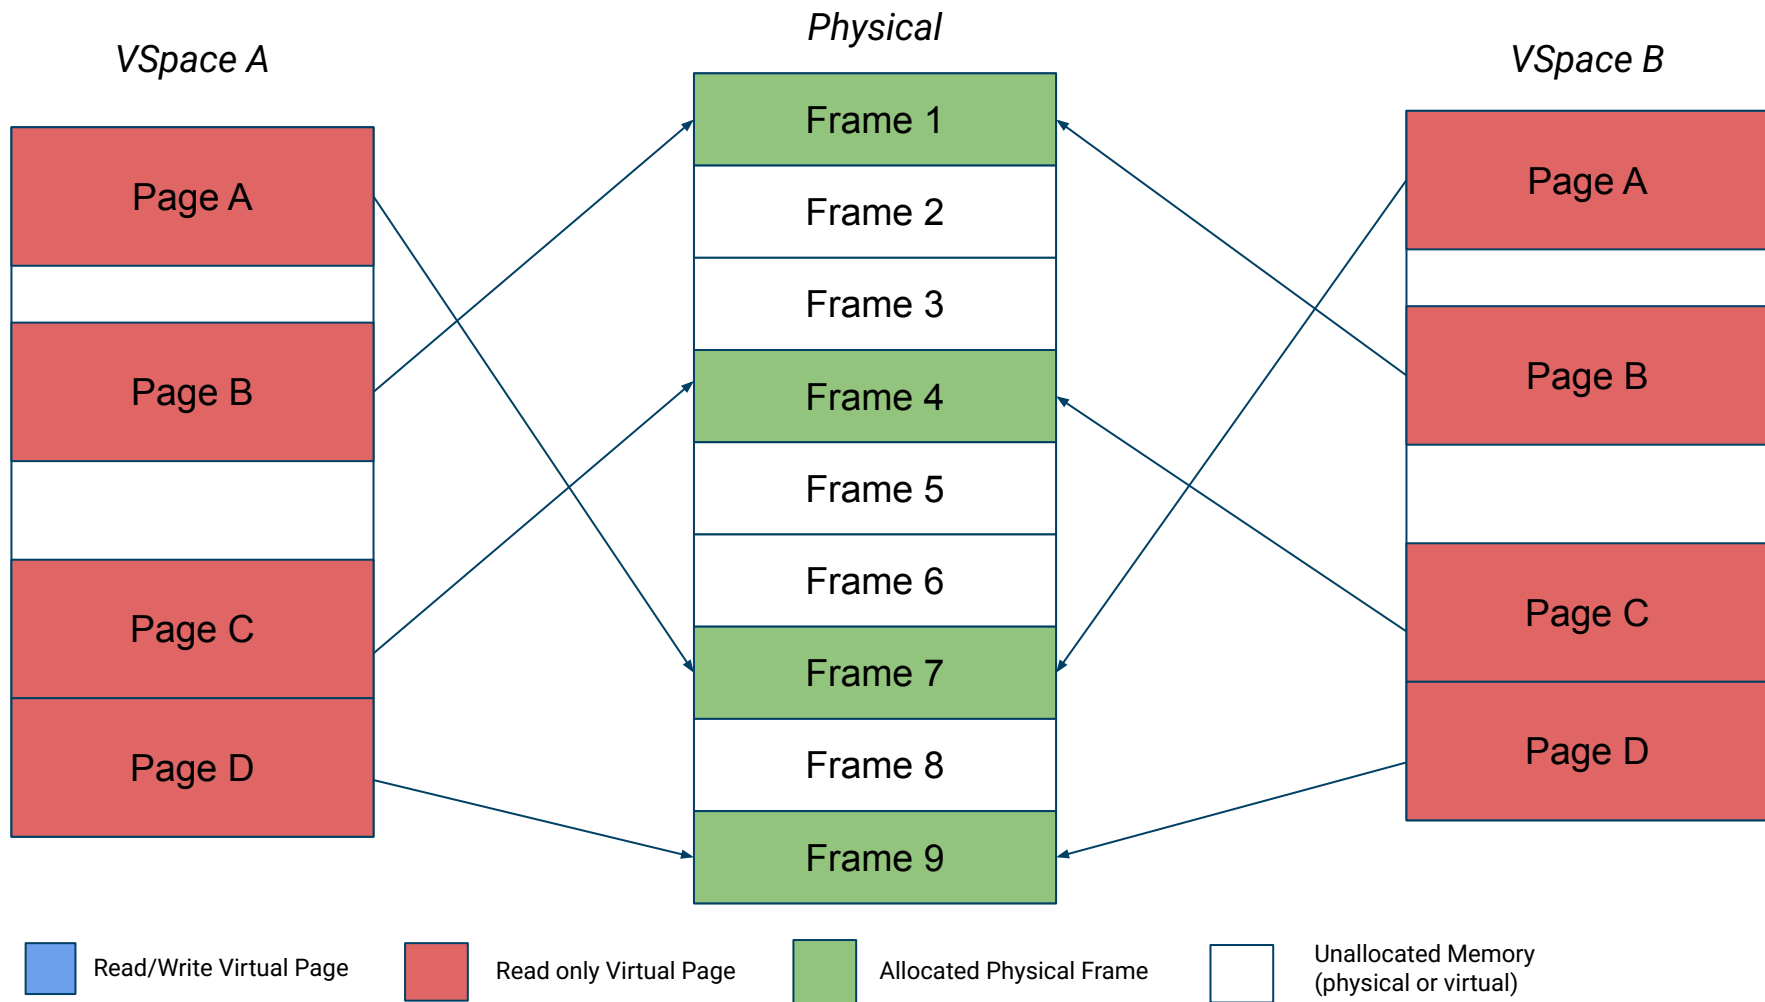 VSpace A
Physical
VSpace B
Page A
Page B
Page C
Page D
Frame 1
Frame 2
Frame 3
Frame 4
Frame 5
Frame 6
Frame 7
Frame 8
Frame 9
Page A
Page B
Page C
Page D
Read/Write Virtual Page
Read only Virtual Page
Allocated Physical Frame
Unallocated Memory
(physical or virtual)